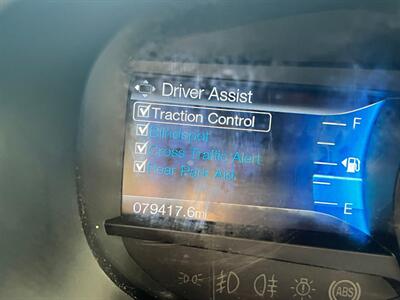 Driver Assist
Traction Control
Blindspot
Cross Traffic Alert
Rear Park Aid
F
E
079417.6mi
ABS